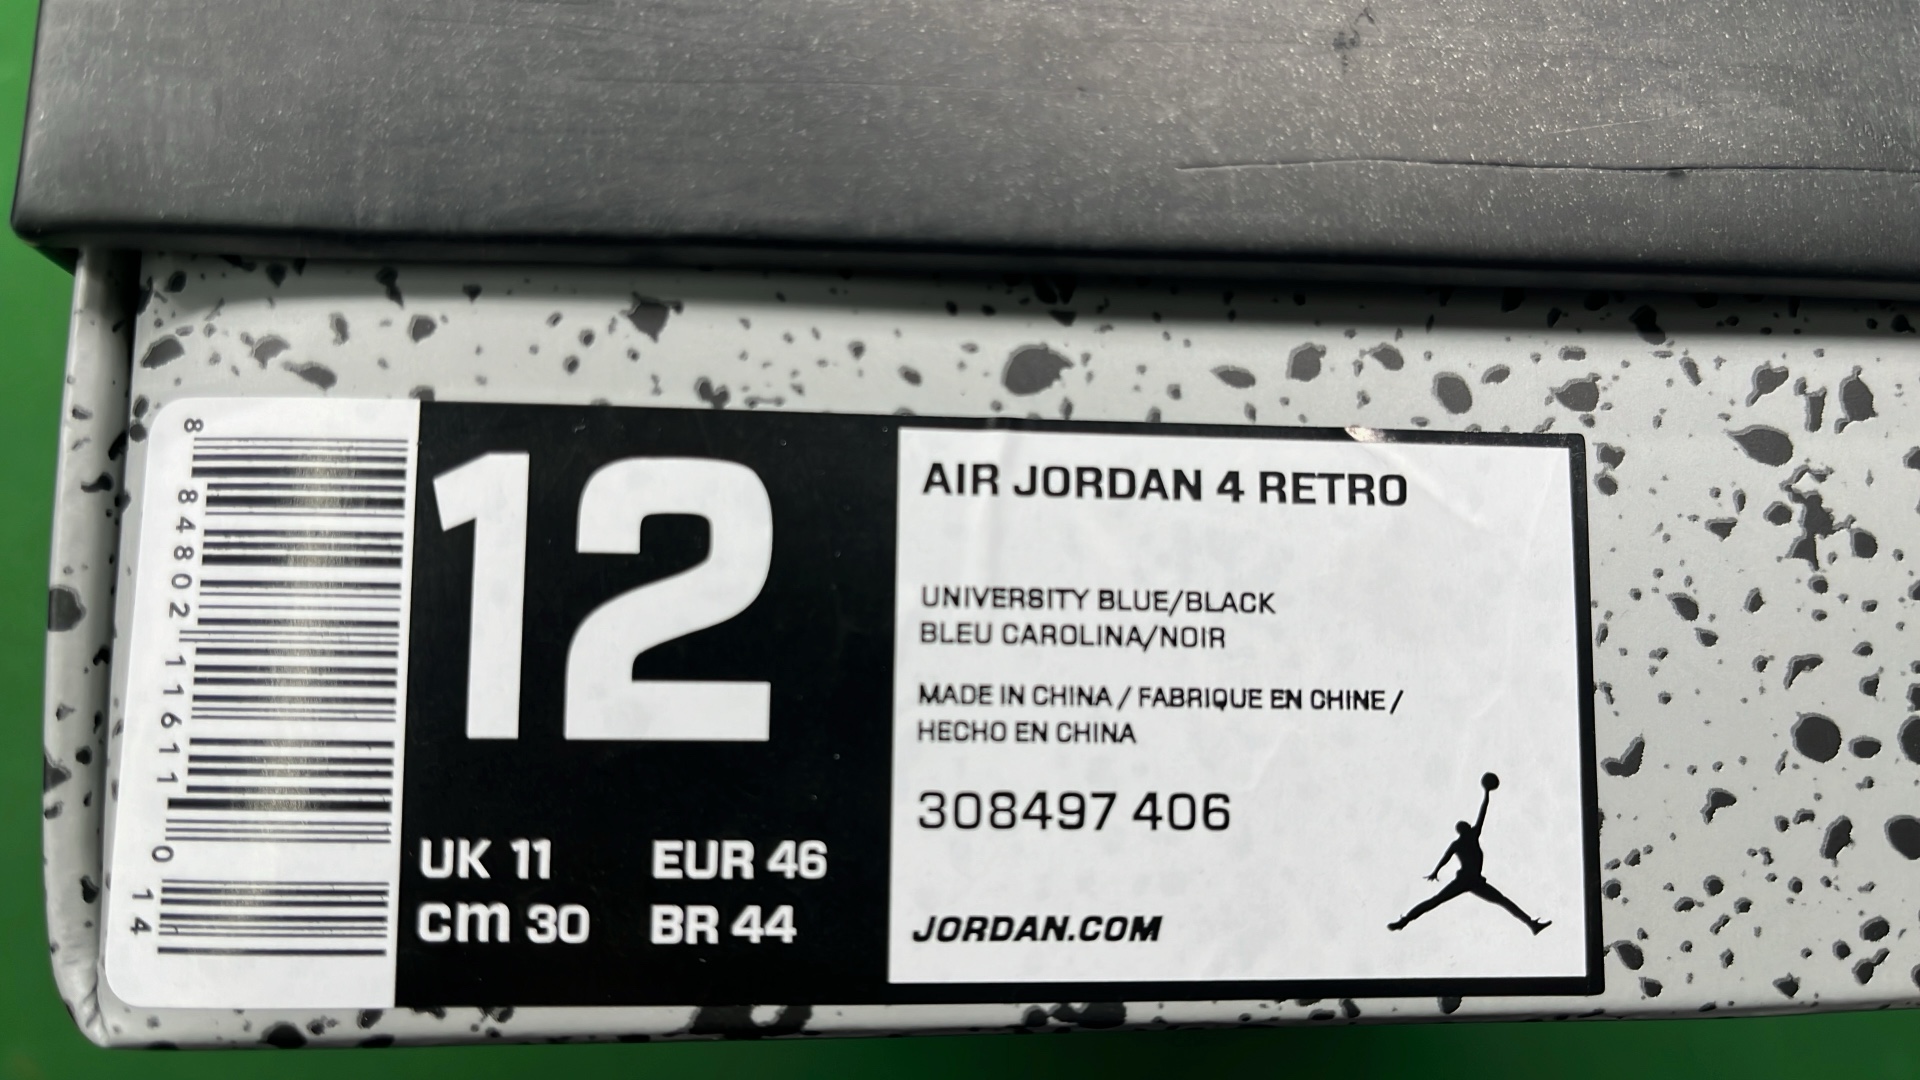 8 84802 11611 0 14
12
UK 11 EUR 46
cm 30 BR 44
AIR JORDAN 4 RETRO
UNIVERSITY BLUE/BLACK
BLEU CAROLINA/NOIR
MADE IN CHINA / FABRIQUE EN CHINE /
HECHO EN CHINA
308497 406
JORDAN.COM